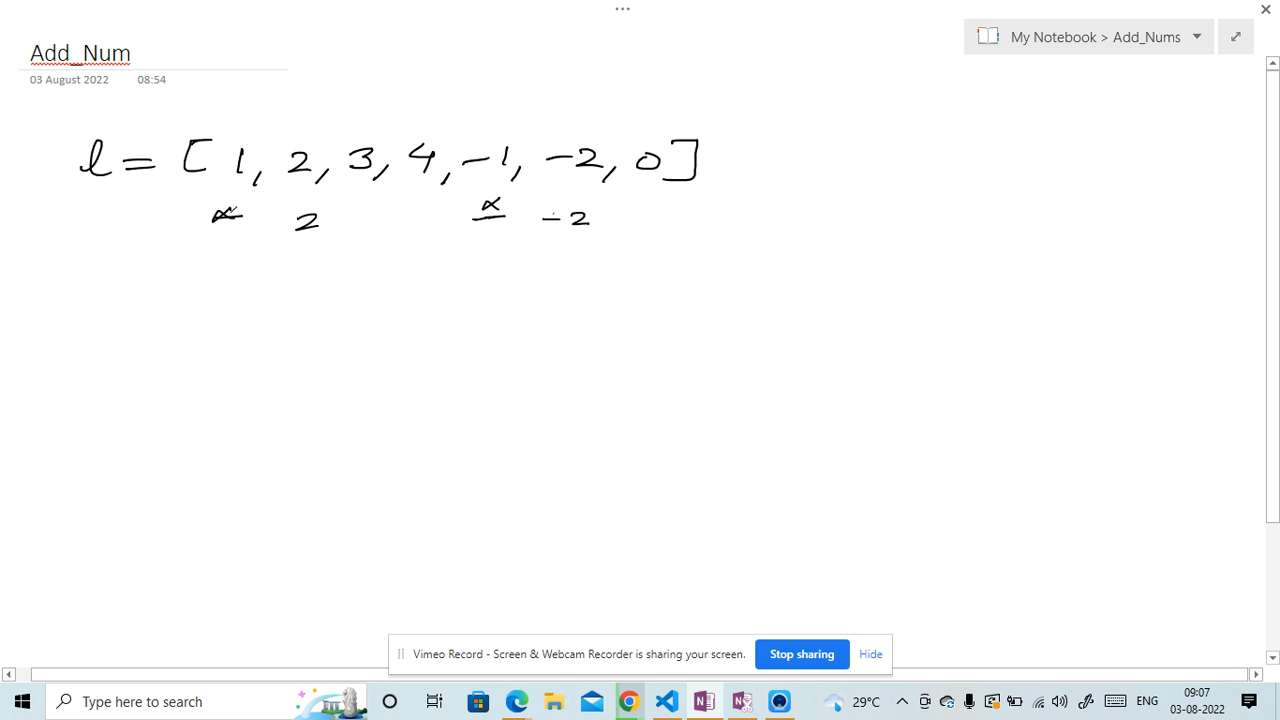 My Notebook > Add_Nums
Add_Num
03 August 2022 08:54
l = [ 1, 2, 3, 4, -1, -2, 0 ]
2 -2
Vimeo Record - Screen & Webcam Recorder is sharing your screen. Stop sharing Hide
Type here to search
29°C
ENG
09:07
03-08-2022